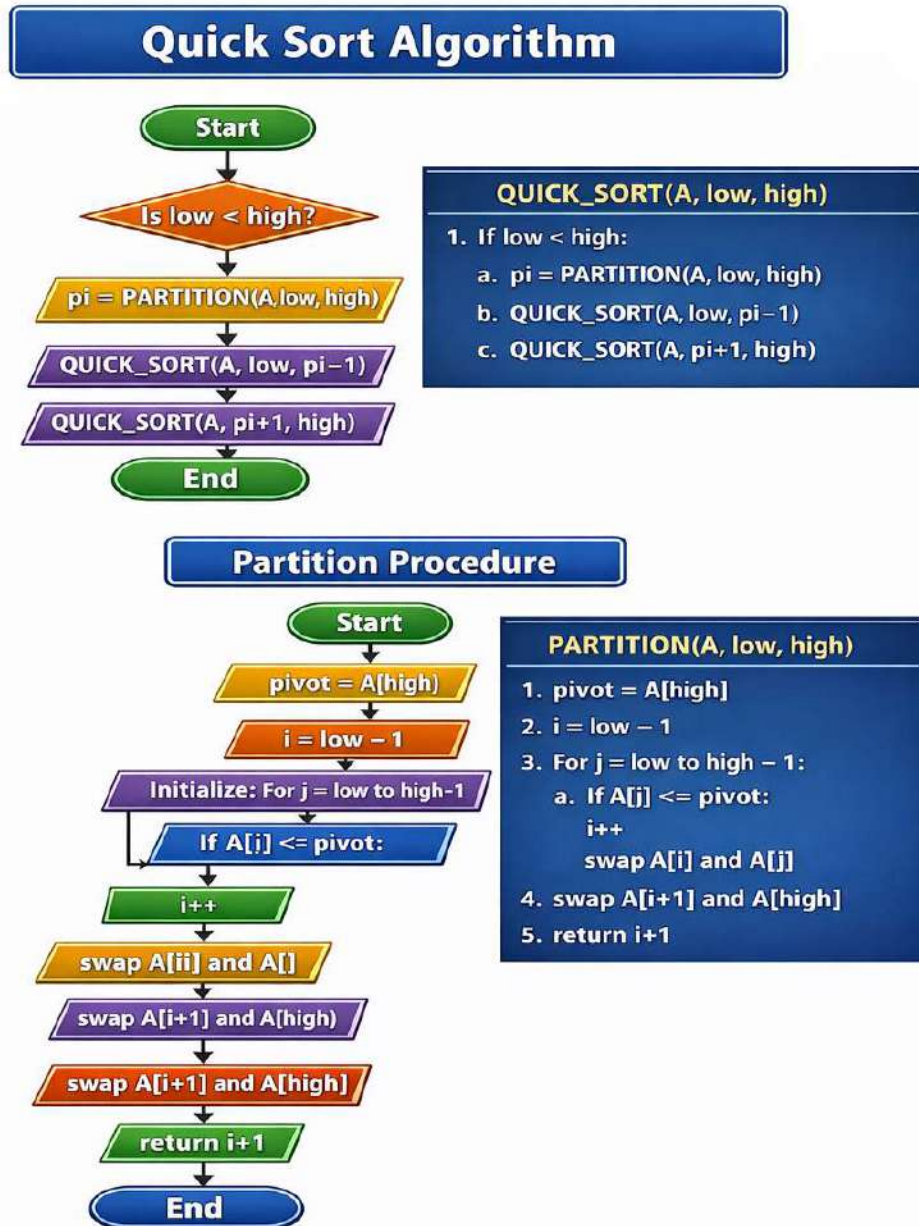 Quick Sort Algorithm
Start
Is low < high?
pi = PARTITION(A,low, high)
QUICK_SORT(A, low, pi−1)
QUICK_SORT(A, pi+1, high)
End
QUICK_SORT(A, low, high)
1. If low < high:
a. pi = PARTITION(A, low, high)
b. QUICK_SORT(A, low, pi−1)
c. QUICK_SORT(A, pi+1, high)
Partition Procedure
Start
pivot = A[high)
i = low − 1
Initialize: For j = low to high-1
If A[j] <= pivot:
i++
swap A[ii] and A[]
swap A[i+1] and A(high)
swap A[i+1] and A[high]
return i+1
End
PARTITION(A, low, high)
1. pivot = A[high]
2. i = low − 1
3. For j = low to high − 1:
a. If A[j] <= pivot:
i++
swap A[i] and A[j]
4. swap A[i+1] and A[high]
5. return i+1